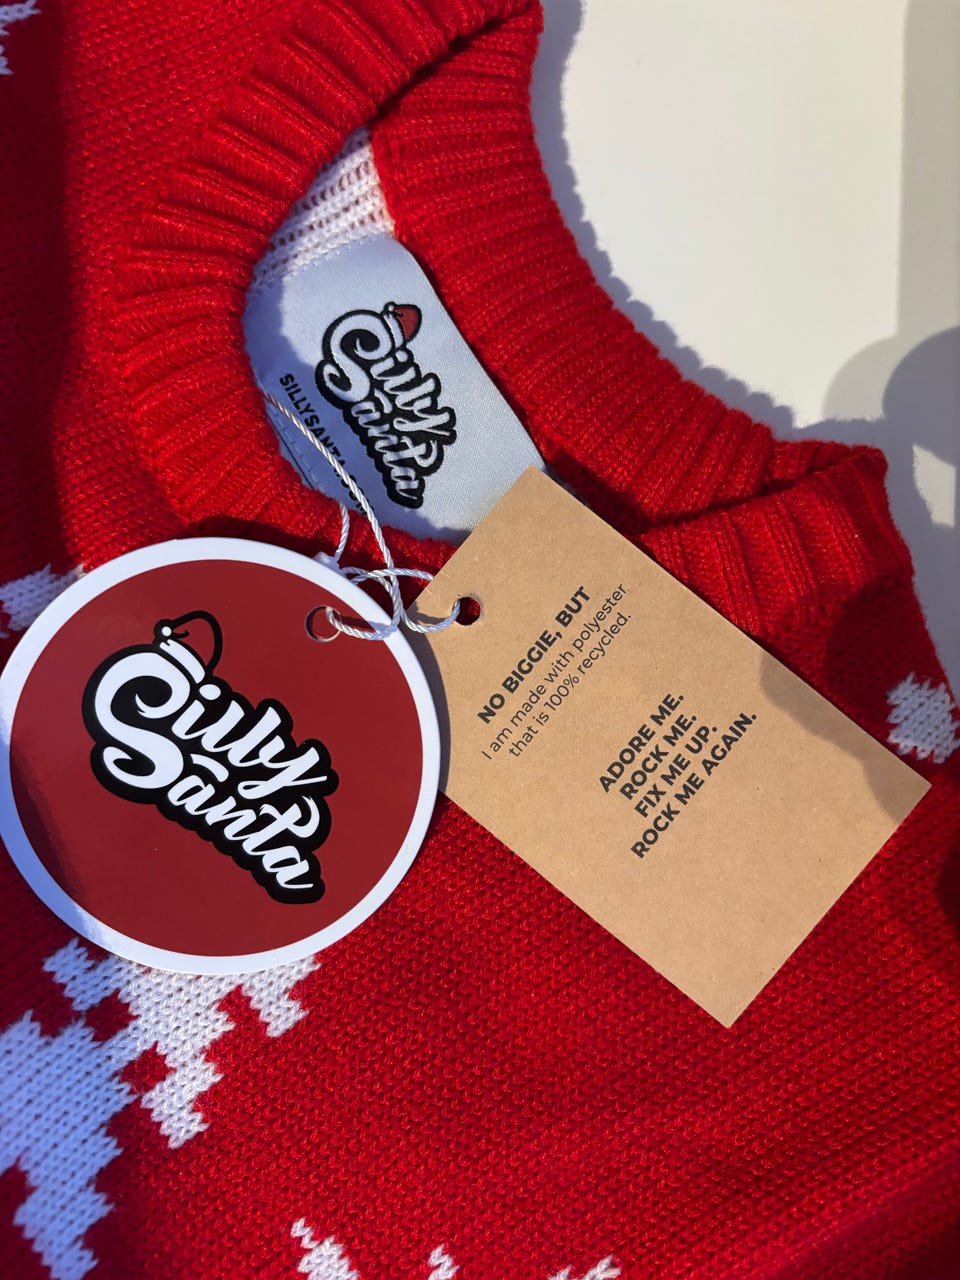 Silly
Santa
SILLYSANTA
Silly
Santa
NO BIGGIE, BUT
I am made with polyester
that is 100% recycled.
ADORE ME.
ROCK ME.
FIX ME UP.
ROCK ME AGAIN.